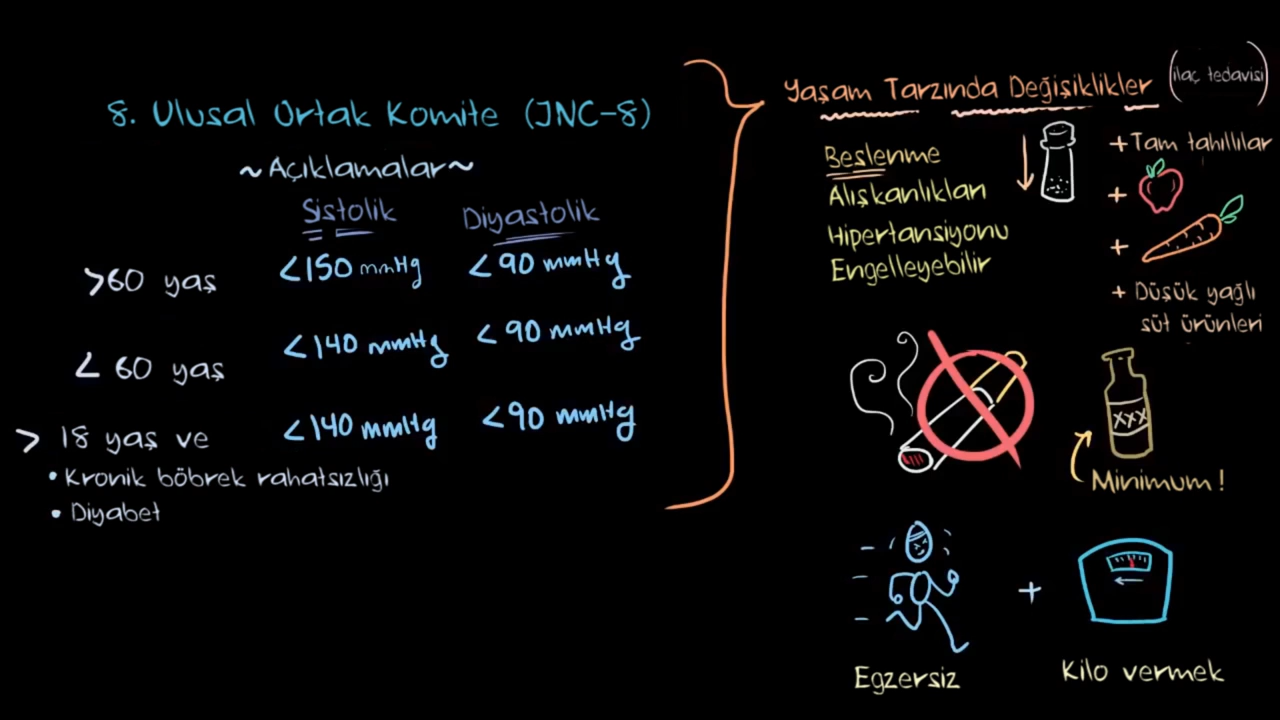 8. Ulusal Ortak Komite (JNC-8)
~Açıklamalar~
Sistolik Diyastolik
>60 yaş <150 mmHg <90 mmHg
< 60 yaş <140 mmHg <90 mmHg
> 18 yaş ve <140 mmHg <90 mmHg
• Kronik böbrek rahatsızlığı
• Diyabet
Yaşam Tarzında Değişiklikler (ilaç tedavisi)
Beslenme
Alışkanlıkları
Hipertansiyonu
Engelleyebilir
+ Tam tahıllılar
+
+
+ Düşük yağlı
süt ürünleri
XXX
Minimum!
+
Egzersiz
Kilo vermek